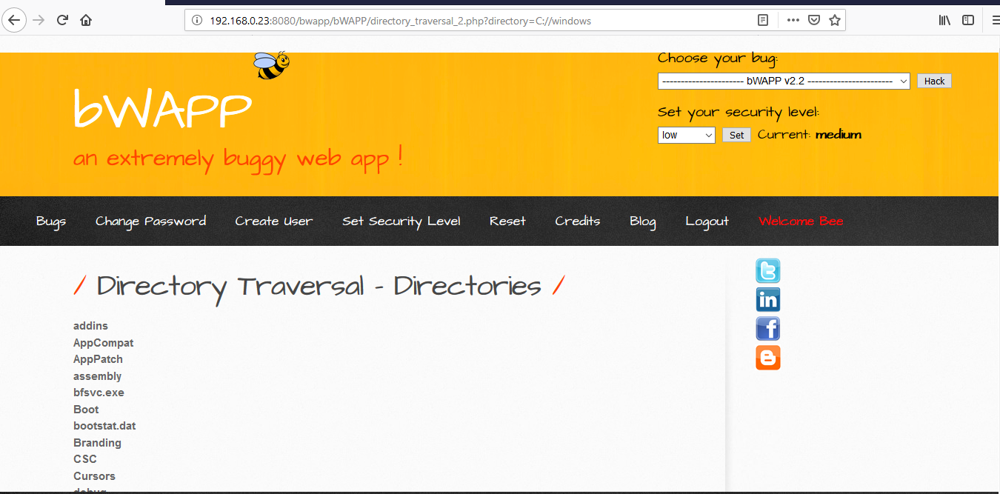 192.168.0.23:8080/bwapp/bWAPP/directory_traversal_2.php?directory=C://windows
Choose your bug:
---------------------- bWAPP v2.2 ----------------------- Hack
bWAPP
Set your security level:
low Set Current: medium
an extremely buggy web app !
Bugs Change Password Create User Set Security Level Reset Credits Blog Logout Welcome Bee
/ Directory Traversal - Directories /
addins
AppCompat
AppPatch
assembly
bfsvc.exe
Boot
bootstat.dat
Branding
CSC
Cursors